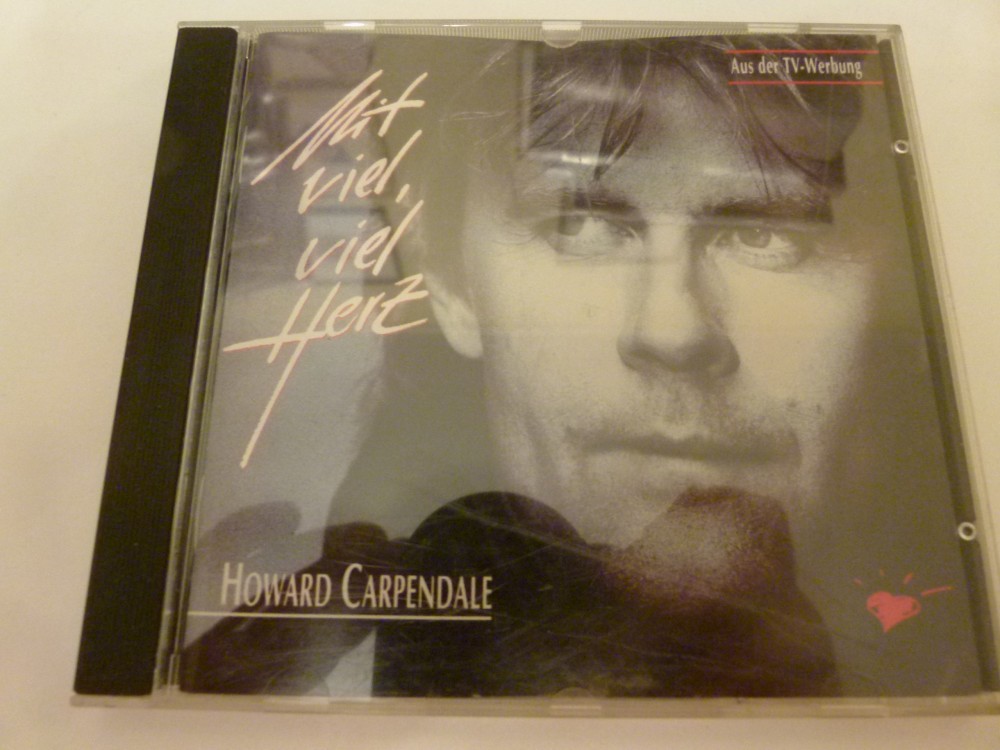 Aus der TV-Werbung
Mit
viel,
viel
Herz
HOWARD CARPENDALE